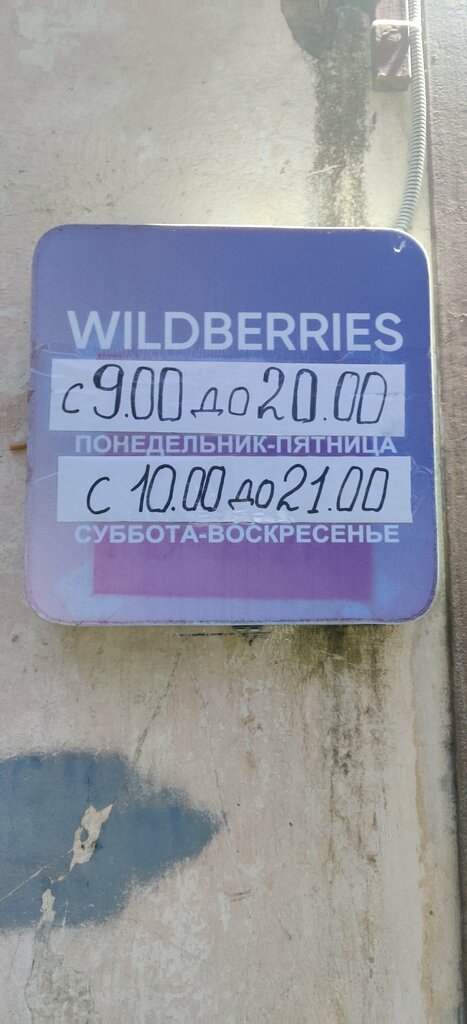 WILDBERRIES
с 9.00 до 20.00
ПОНЕДЕЛЬНИК-ПЯТНИЦА
с 10.00 до 21.00
СУББОТА-ВОСКРЕСЕНЬЕ